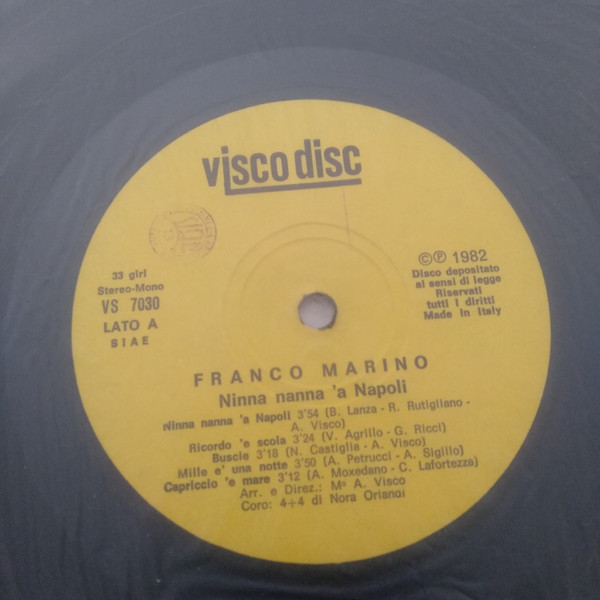 visco disc
33 giri
Stereo-Mono
VS 7030
LATO A
SIAE
©℗ 1982
Disco depositato
ai sensi di legge
Riservati
tutti i diritti
Made in Italy
FRANCO MARINO
Ninna nanna 'a Napoli
Ninna nanna 'a Napoli 3'54 (B. Lanza - R. Rutigliano -
A. Visco)
Ricordo 'e scola 3'24 (V. Agrillo - G. Ricci)
Buscie 3'18 (N. Castiglia - A. Visco)
Mille e' una notte 3'50 (A. Petrucci - A. Sigillo)
Capriccio 'e mare 3'12 (A. Moxedano - C. Lafortezza)
Arr. e Direz.: Mº A. Visco
Coro: 4+4 di Nora Orlandi